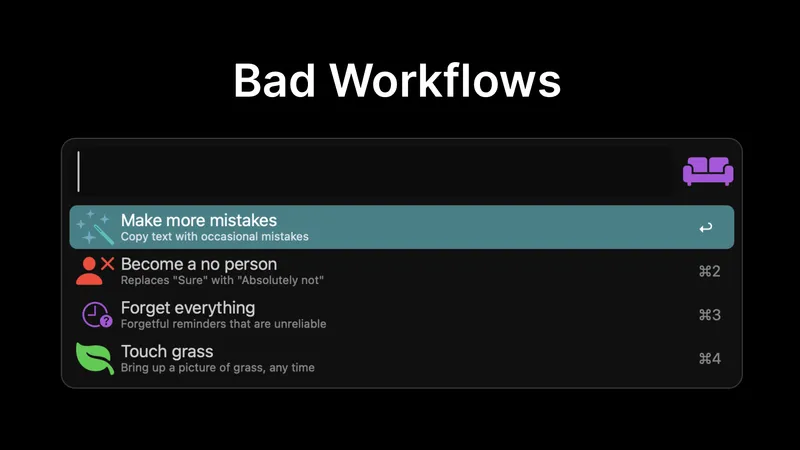 Bad Workflows
Make more mistakes
Copy text with occasional mistakes
↩
Become a no person
Replaces "Sure" with "Absolutely not"
⌘2
Forget everything
Forgetful reminders that are unreliable
⌘3
Touch grass
Bring up a picture of grass, any time
⌘4